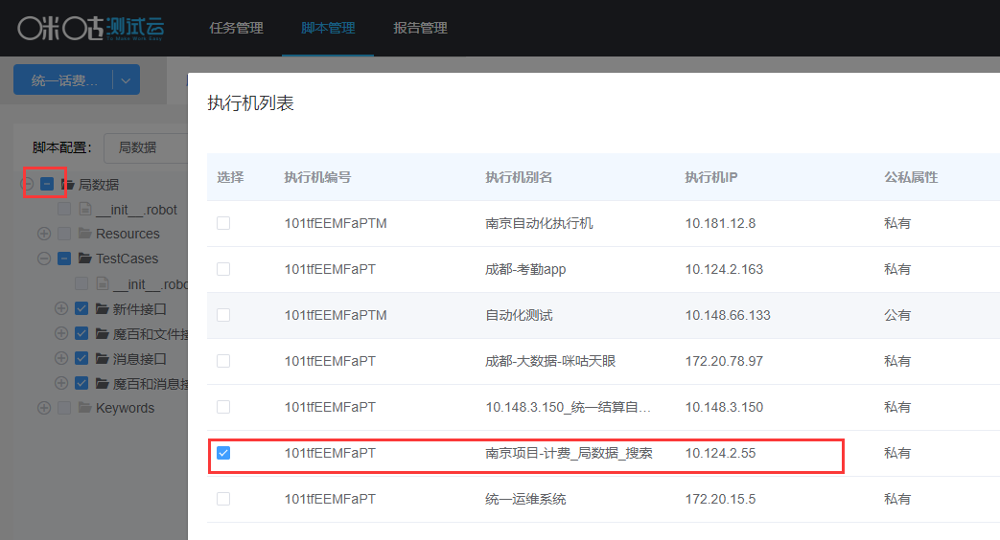 咪咕测试云
To Make Work Easy
任务管理 脚本管理 报告管理
统一话费...
执行机列表
脚本配置: 局数据
局数据
__init__.robot
Resources
TestCases
__init__.robo
新件接口
魔百和文件接
消息接口
魔百和消息接
Keywords
选择 执行机编号 执行机别名 执行机IP 公私属性
101tfEEMFaPTM 南京自动化执行机 10.181.12.8 私有
101tfEEMFaPT 成都-考勤app 10.124.2.163 私有
101tfEEMFaPTM 自动化测试 10.148.66.133 公有
101tfEEMFaPT 成都-大数据-咪咕天眼 172.20.78.97 私有
101tfEEMFaPT 10.148.3.150_统一结算自... 10.148.3.150 私有
101tfEEMFaPT 南京项目-计费_局数据_搜索 10.124.2.55 私有
101tfEEMFaPT 统一运维系统 172.20.15.5 私有